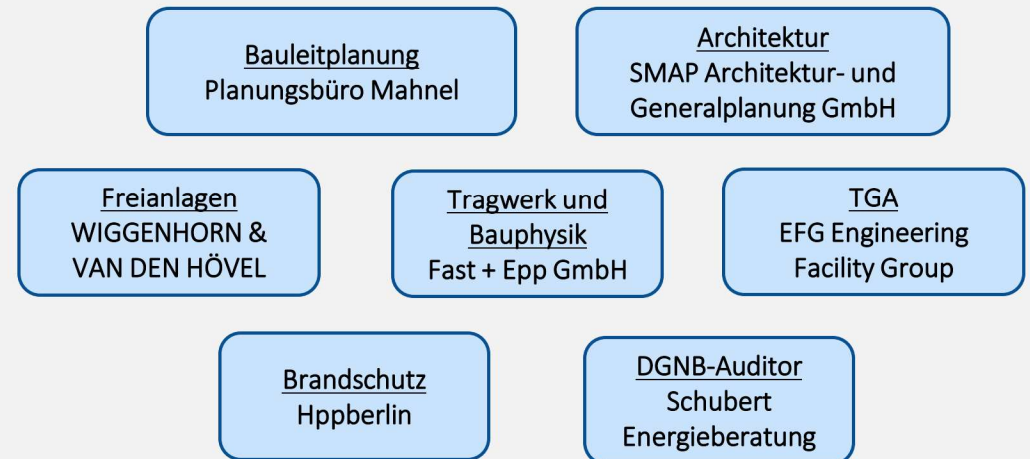 Bauleitplanung
Planungsbüro Mahnel
Architektur
SMAP Architektur- und
Generalplanung GmbH
Freianlagen
WIGGENHORN &
VAN DEN HÖVEL
Tragwerk und
Bauphysik
Fast + Epp GmbH
TGA
EFG Engineering
Facility Group
Brandschutz
Hppberlin
DGNB-Auditor
Schubert
Energieberatung